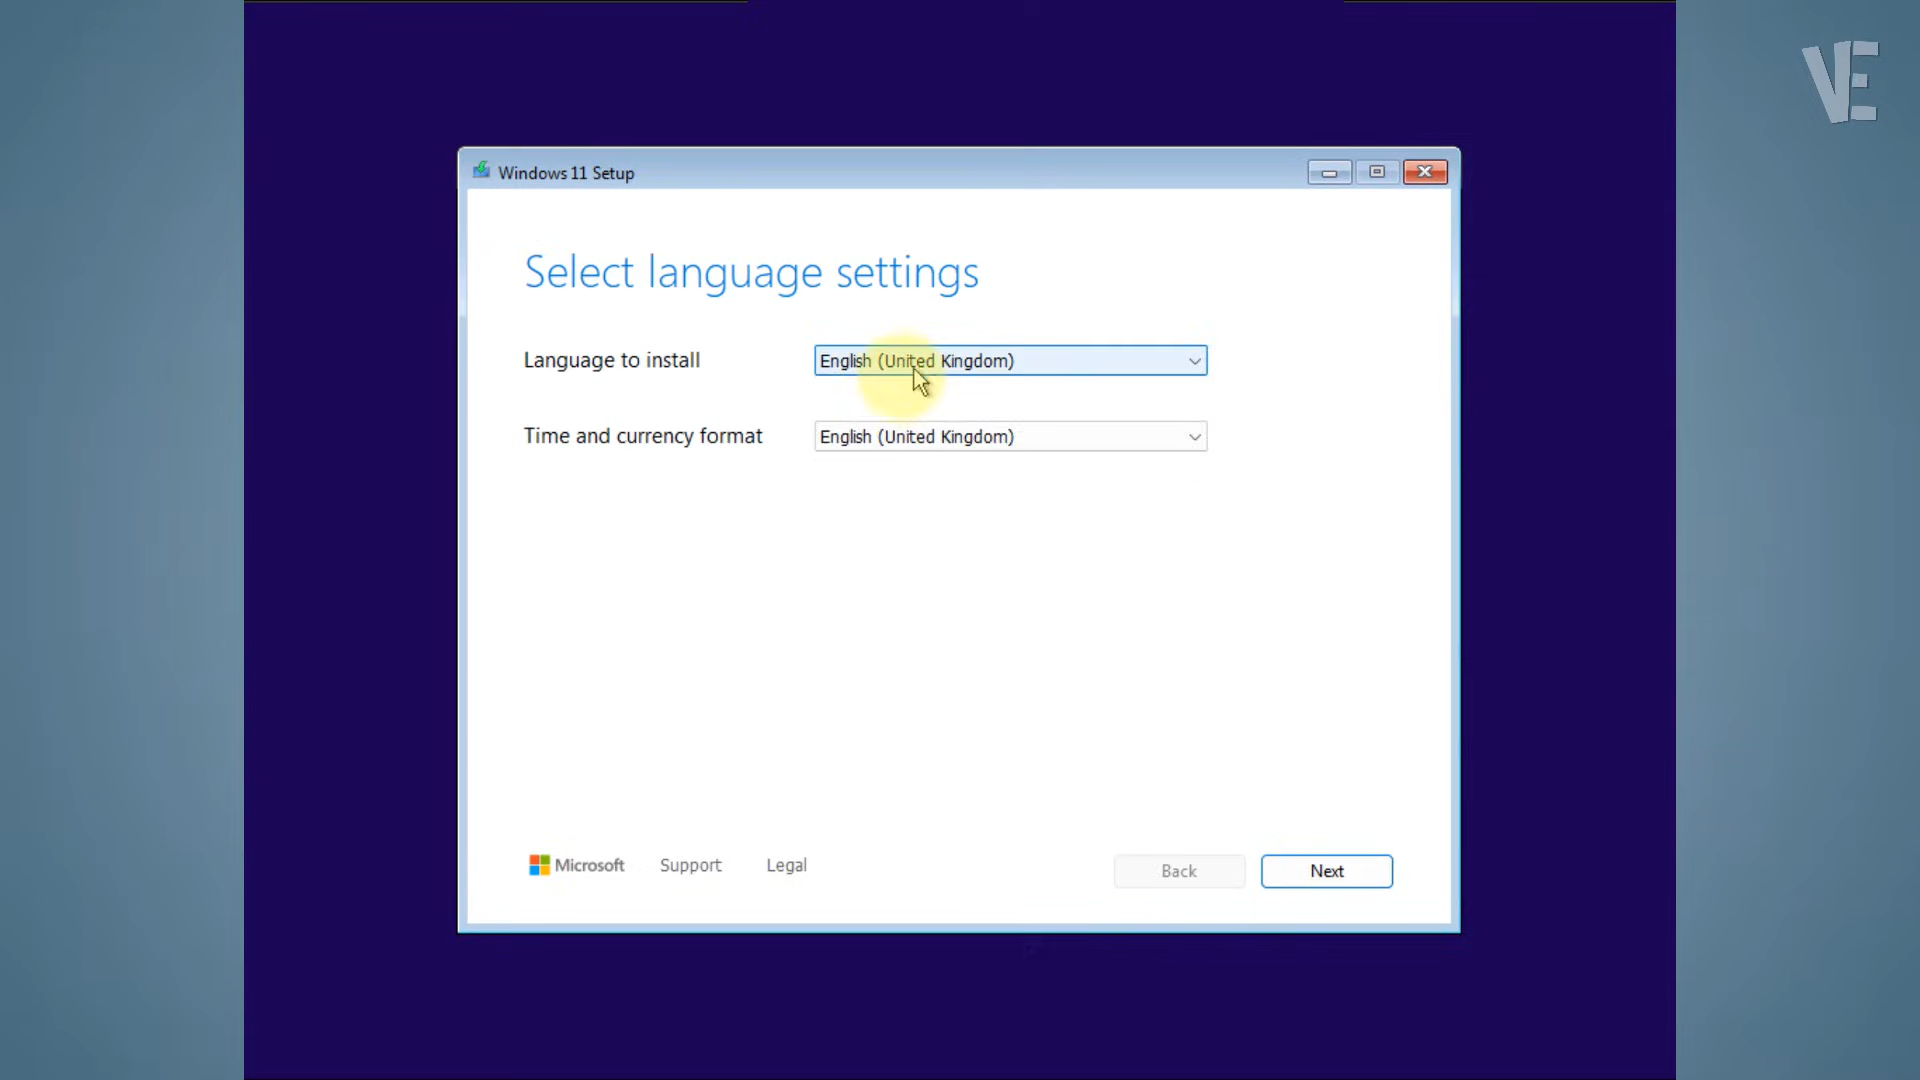 VE
Windows 11 Setup
Select language settings
Language to install
English (United Kingdom)
Time and currency format
English (United Kingdom)
Microsoft
Support
Legal
Back
Next